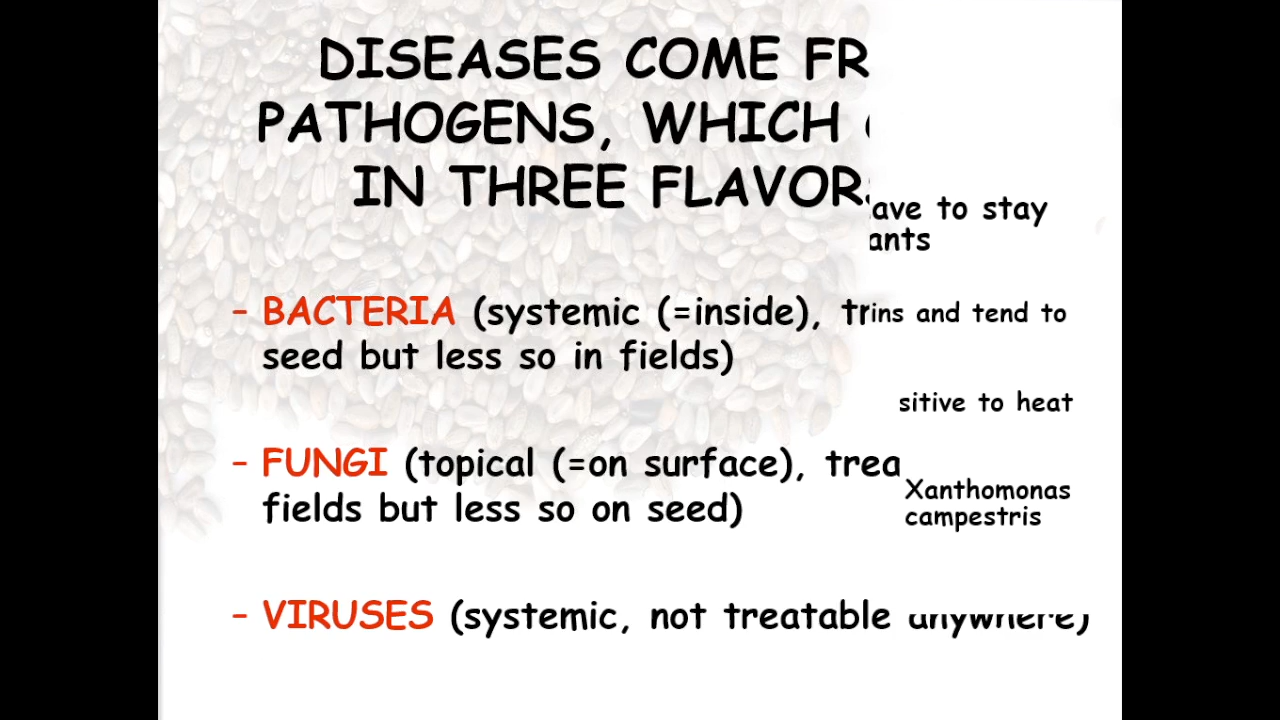 DISEASES COME FR
PATHOGENS, WHICH
IN THREE FLAVOR
ave to stay
ants
– BACTERIA (systemic (=inside), tr
ins and tend to
seed but less so in fields)
sitive to heat
– FUNGI (topical (=on surface), trea
fields but less so on seed)
Xanthomonas
campestris
– VIRUSES (systemic, not treatable anywhere)